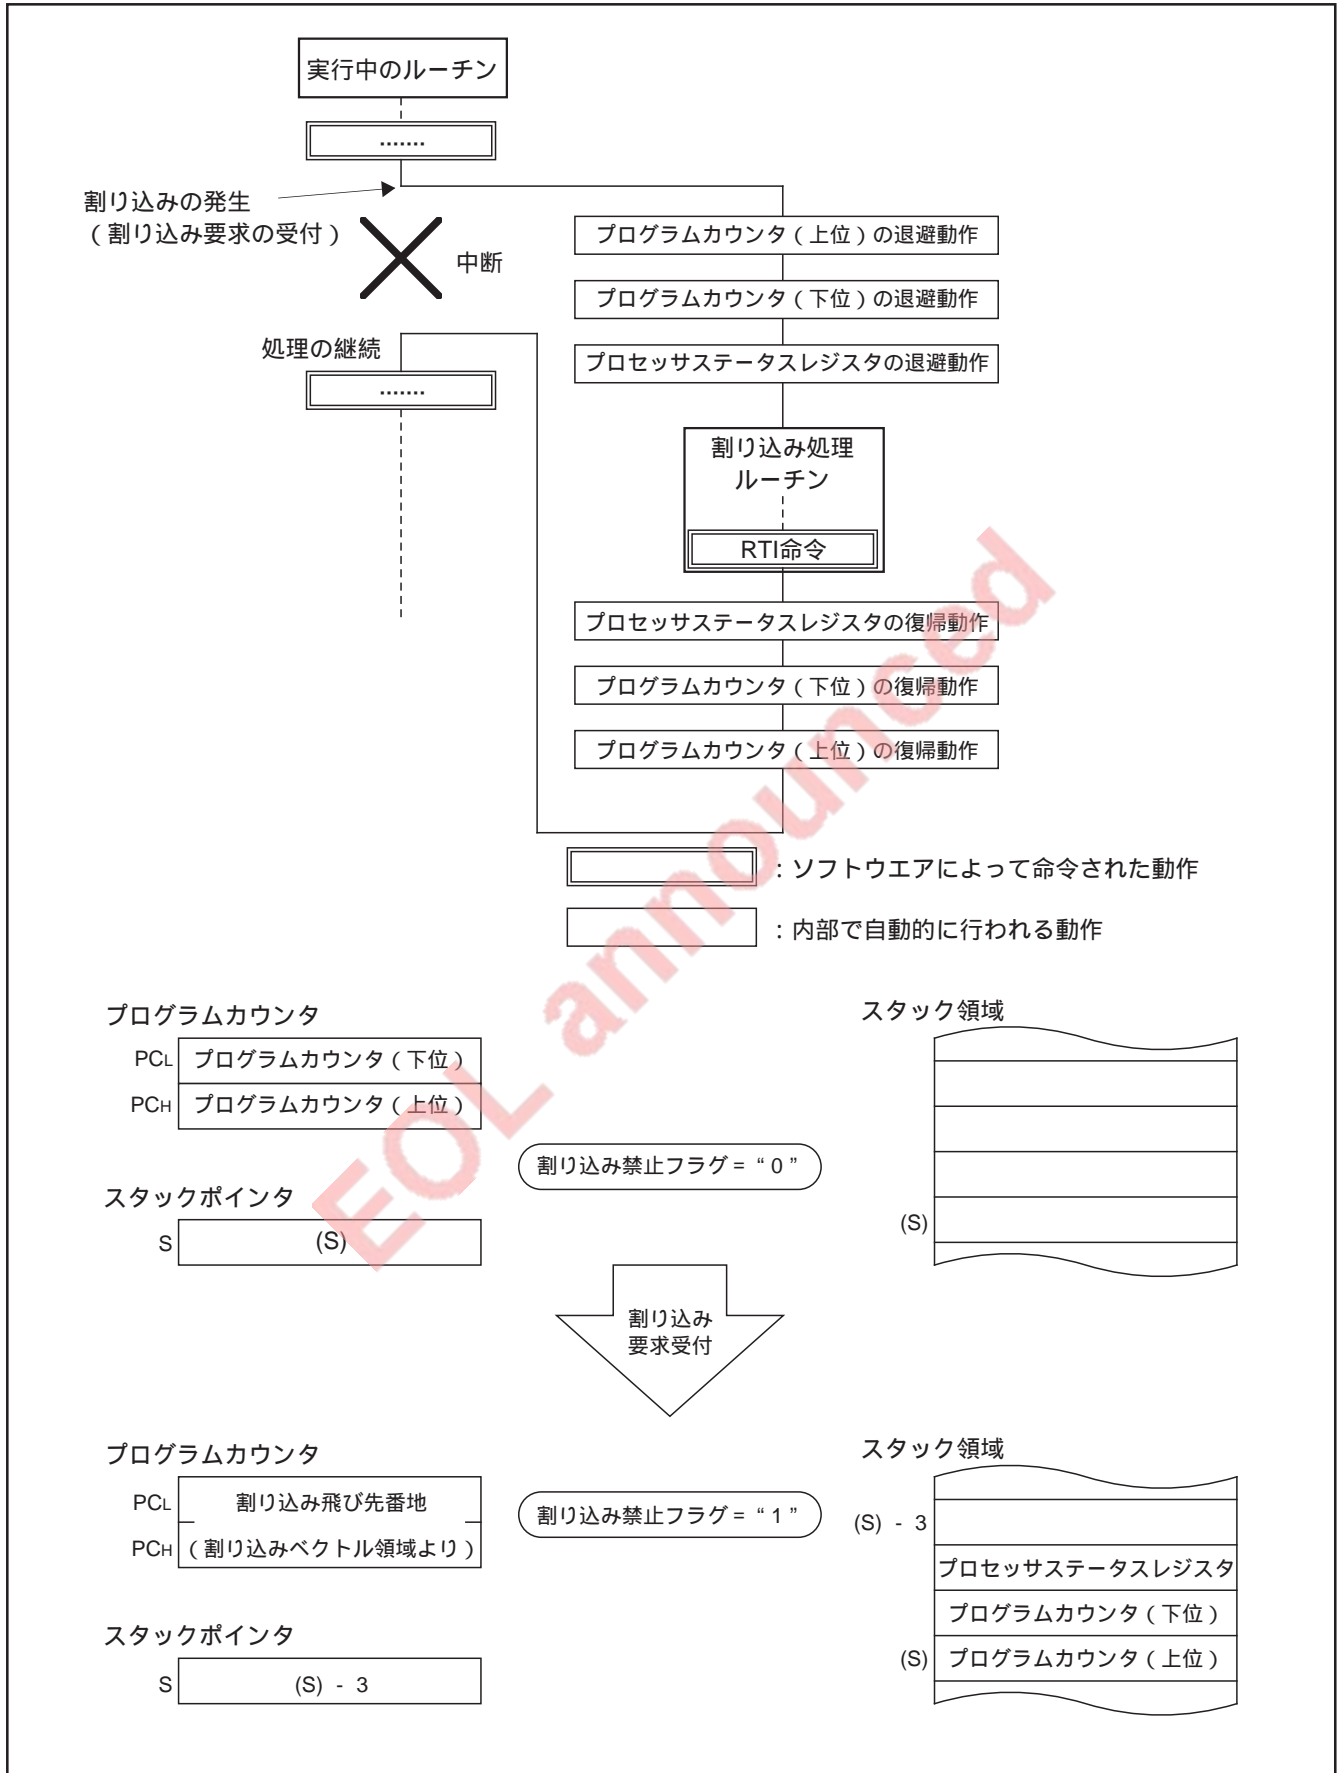 実行中のルーチン
.......
割り込みの発生
（割り込み要求の受付）
中断
プログラムカウンタ（上位）の退避動作
プログラムカウンタ（下位）の退避動作
プロセッサステータスレジスタの退避動作
処理の継続
.......
割り込み処理
ルーチン
RTI命令
プロセッサステータスレジスタの復帰動作
プログラムカウンタ（下位）の復帰動作
プログラムカウンタ（上位）の復帰動作
：ソフトウエアによって命令された動作
：内部で自動的に行われる動作
プログラムカウンタ
PCL プログラムカウンタ（下位）
PCH プログラムカウンタ（上位）
スタックポインタ
S (S)
割り込み禁止フラグ＝“0”
スタック領域
(S)
割り込み
要求受付
プログラムカウンタ
PCL 割り込み飛び先番地
PCH （割り込みベクトル領域より）
スタックポインタ
S (S) - 3
割り込み禁止フラグ＝“1”
スタック領域
(S) - 3
プロセッサステータスレジスタ
プログラムカウンタ（下位）
(S) プログラムカウンタ（上位）
EOL announced